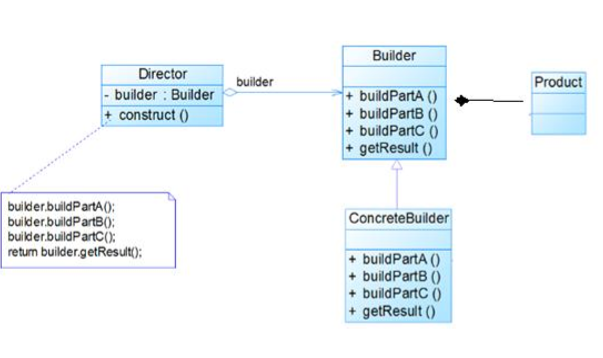 Director
- builder : Builder
+ construct ()
builder
Builder
+ buildPartA ()
+ buildPartB ()
+ buildPartC ()
+ getResult ()
Product
builder.buildPartA();
builder.buildPartB();
builder.buildPartC();
return builder.getResult();
ConcreteBuilder
+ buildPartA ()
+ buildPartB ()
+ buildPartC ()
+ getResult ()